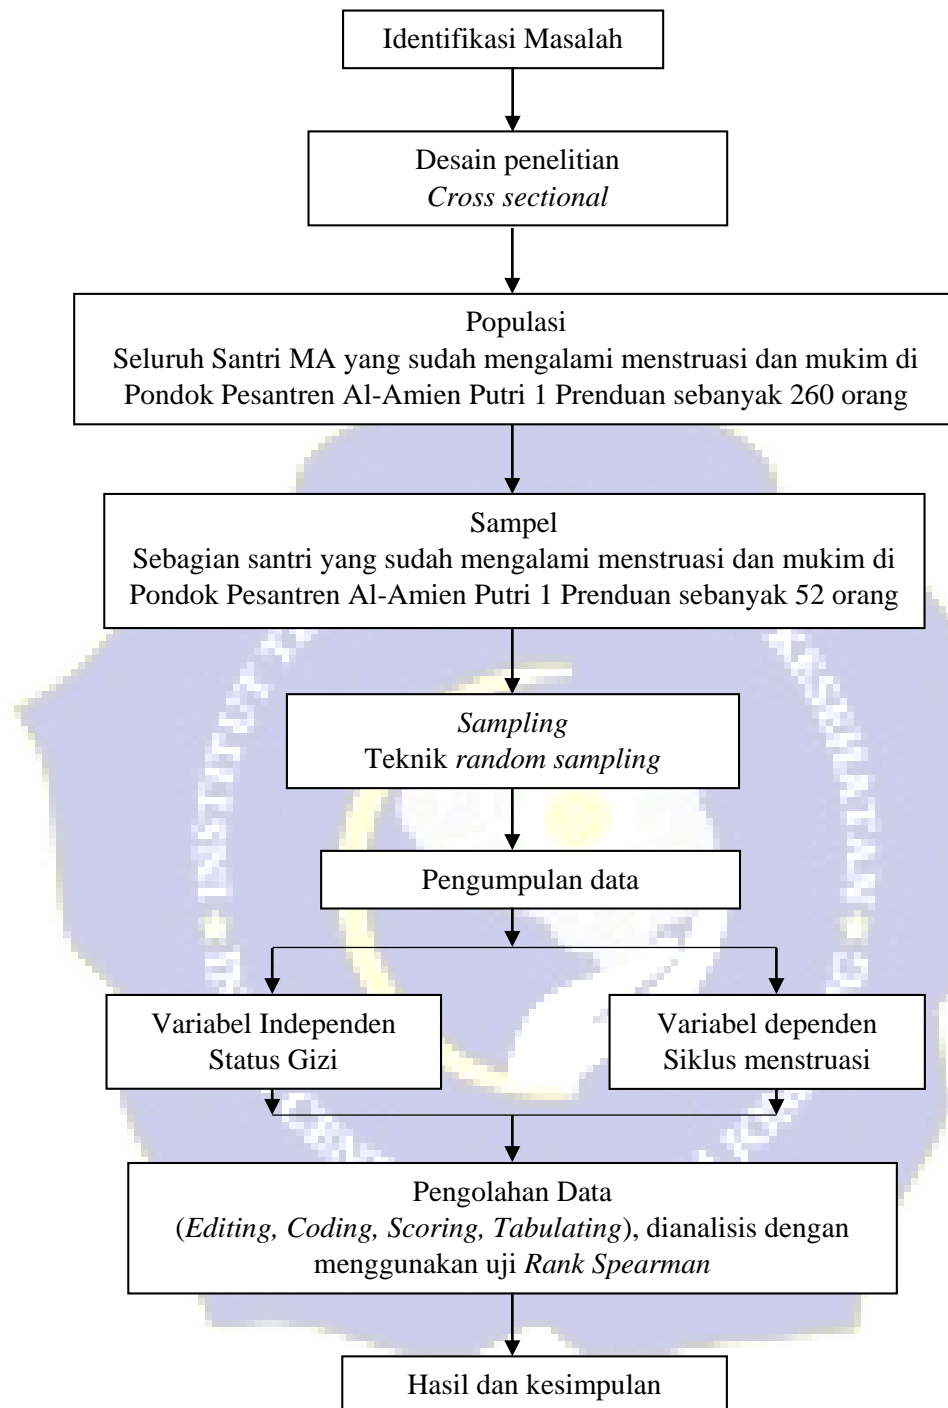 Identifikasi Masalah
Desain penelitian
Cross sectional
Populasi
Seluruh Santri MA yang sudah mengalami menstruasi dan mukim di
Pondok Pesantren Al-Amien Putri 1 Prenduan sebanyak 260 orang
Sampel
Sebagian santri yang sudah mengalami menstruasi dan mukim di
Pondok Pesantren Al-Amien Putri 1 Prenduan sebanyak 52 orang
Sampling
Teknik random sampling
Pengumpulan data
Variabel Independen
Status Gizi
Variabel dependen
Siklus menstruasi
Pengolahan Data
(Editing, Coding, Scoring, Tabulating), dianalisis dengan
menggunakan uji Rank Spearman
Hasil dan kesimpulan
INSTITUT
KESEHATAN